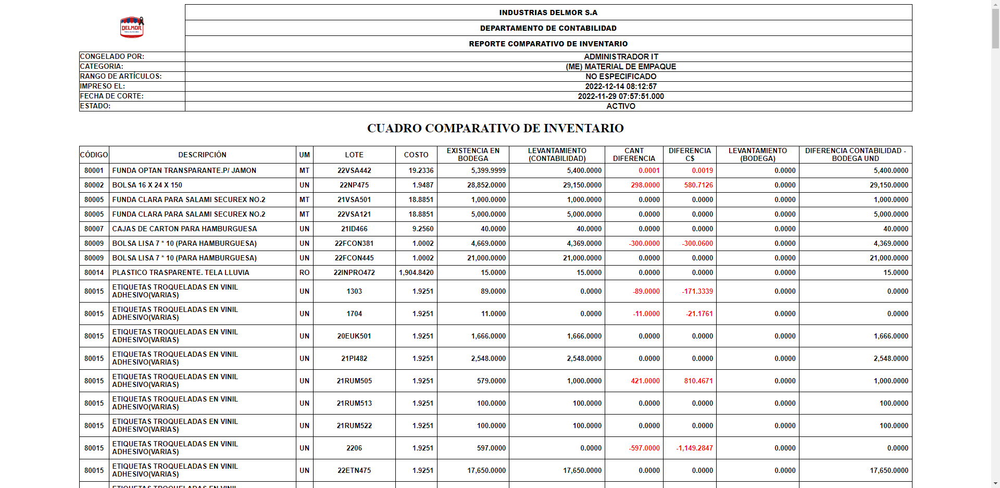 INDUSTRIAS DELMOR S.A
DELMOR
DEPARTAMENTO DE CONTABILIDAD
REPORTE COMPARATIVO DE INVENTARIO
CONGELADO POR: ADMINISTRADOR IT
CATEGORIA: (ME) MATERIAL DE EMPAQUE
RANGO DE ARTÍCULOS: NO ESPECIFICADO
IMPRESO EL: 2022-12-14 08:12:57
FECHA DE CORTE: 2022-11-29 07:57:51.000
ESTADO: ACTIVO
CUADRO COMPARATIVO DE INVENTARIO
CÓDIGO DESCRIPCIÓN UM LOTE COSTO EXISTENCIA EN BODEGA LEVANTAMIENTO (CONTABILIDAD) CANT DIFERENCIA DIFERENCIA C$ LEVANTAMIENTO (BODEGA) DIFERENCIA CONTABILIDAD - BODEGA UND
80001 FUNDA OPTAN TRANSPARANTE.P/ JAMON MT 22VSA442 19.2336 5,399.9999 5,400.0000 0.0001 0.0019 0.0000 5,400.0000
80002 BOLSA 16 X 24 X 150 UN 22NP475 1.9487 28,852.0000 29,150.0000 298.0000 580.7126 0.0000 29,150.0000
80005 FUNDA CLARA PARA SALAMI SECUREX NO.2 MT 21VSA501 18.8851 1,000.0000 1,000.0000 0.0000 0.0000 0.0000 1,000.0000
80005 FUNDA CLARA PARA SALAMI SECUREX NO.2 MT 22VSA121 18.8851 5,000.0000 5,000.0000 0.0000 0.0000 0.0000 5,000.0000
80007 CAJAS DE CARTON PARA HAMBURGUESA UN 21ID466 9.2560 40.0000 40.0000 0.0000 0.0000 0.0000 40.0000
80009 BOLSA LISA 7 * 10 (PARA HAMBURGUESA) UN 22FCON381 1.0002 4,669.0000 4,369.0000 -300.0000 -300.0600 0.0000 4,369.0000
80009 BOLSA LISA 7 * 10 (PARA HAMBURGUESA) UN 22FCON445 1.0002 21,000.0000 21,000.0000 0.0000 0.0000 0.0000 21,000.0000
80014 PLASTICO TRASPARENTE. TELA LLUVIA RO 22INPRO472 1,904.8420 15.0000 15.0000 0.0000 0.0000 0.0000 15.0000
80015 ETIQUETAS TROQUELADAS EN VINIL ADHESIVO(VARIAS) UN 1303 1.9251 89.0000 0.0000 -89.0000 -171.3339 0.0000 0.0000
80015 ETIQUETAS TROQUELADAS EN VINIL ADHESIVO(VARIAS) UN 1704 1.9251 11.0000 0.0000 -11.0000 -21.1761 0.0000 0.0000
80015 ETIQUETAS TROQUELADAS EN VINIL ADHESIVO(VARIAS) UN 20EUK501 1.9251 1,666.0000 1,666.0000 0.0000 0.0000 0.0000 1,666.0000
80015 ETIQUETAS TROQUELADAS EN VINIL ADHESIVO(VARIAS) UN 21PI482 1.9251 2,548.0000 2,548.0000 0.0000 0.0000 0.0000 2,548.0000
80015 ETIQUETAS TROQUELADAS EN VINIL ADHESIVO(VARIAS) UN 21RUM505 1.9251 579.0000 1,000.0000 421.0000 810.4671 0.0000 1,000.0000
80015 ETIQUETAS TROQUELADAS EN VINIL ADHESIVO(VARIAS) UN 21RUM513 1.9251 100.0000 100.0000 0.0000 0.0000 0.0000 100.0000
80015 ETIQUETAS TROQUELADAS EN VINIL ADHESIVO(VARIAS) UN 21RUM522 1.9251 100.0000 100.0000 0.0000 0.0000 0.0000 100.0000
80015 ETIQUETAS TROQUELADAS EN VINIL ADHESIVO(VARIAS) UN 2206 1.9251 597.0000 0.0000 -597.0000 -1,149.2847 0.0000 0.0000
80015 ETIQUETAS TROQUELADAS EN VINIL ADHESIVO(VARIAS) UN 22ETN475 1.9251 17,650.0000 17,650.0000 0.0000 0.0000 0.0000 17,650.0000
ETIQUETAS TROQUELADAS EN VINIL